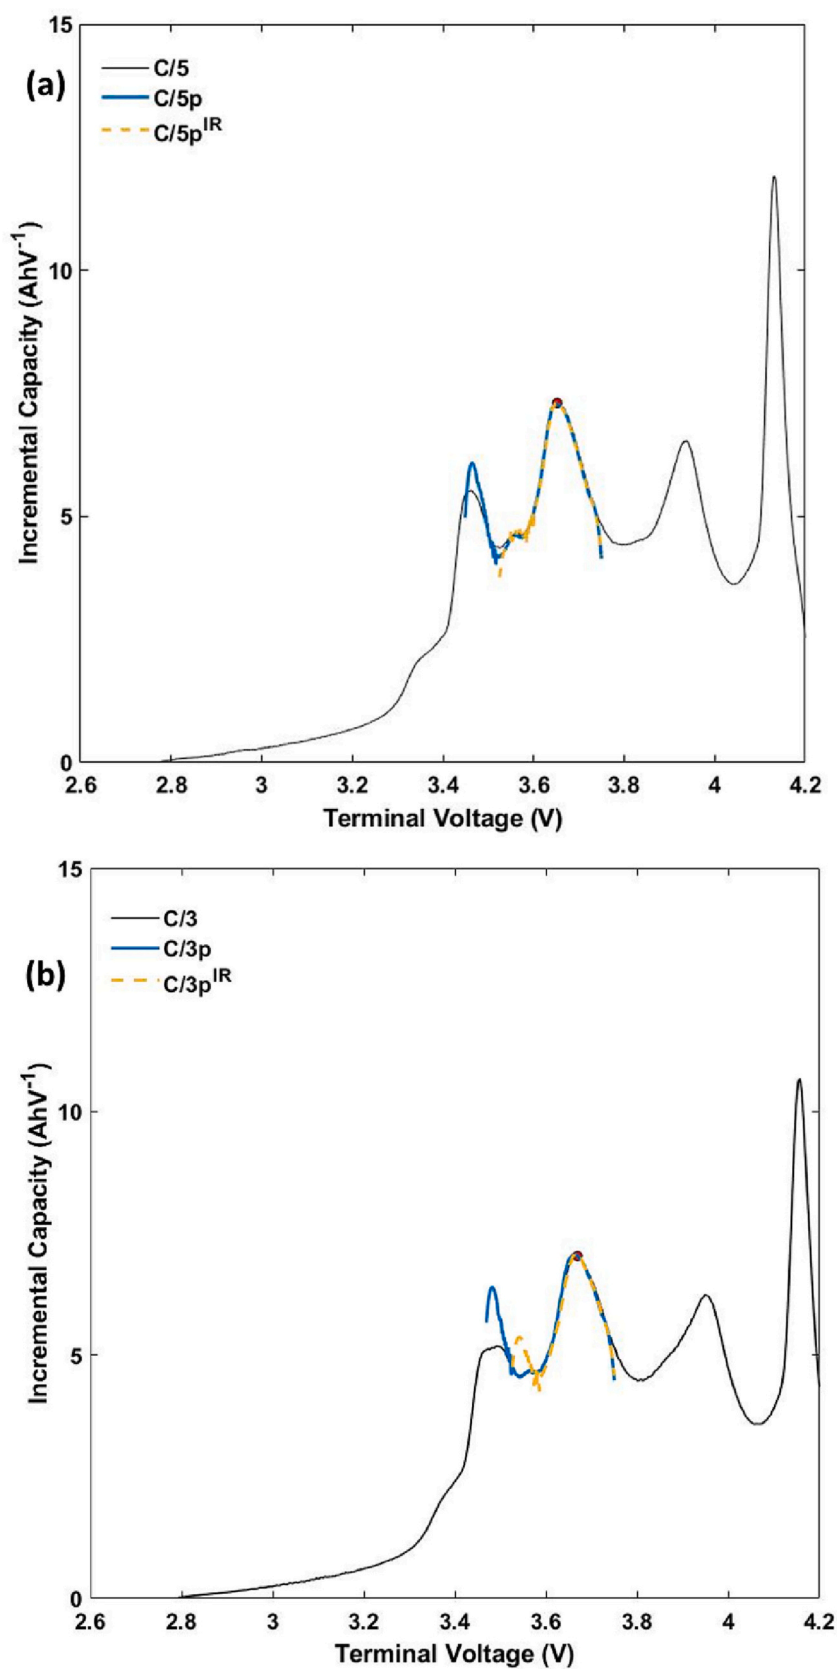 (a)
C/5
C/5p
C/5p^IR
Incremental Capacity (AhV^-1)
15
10
5
0
2.6 2.8 3 3.2 3.4 3.6 3.8 4 4.2
Terminal Voltage (V)
(b)
C/3
C/3p
C/3p^IR
Incremental Capacity (AhV^-1)
15
10
5
0
2.6 2.8 3 3.2 3.4 3.6 3.8 4 4.2
Terminal Voltage (V)